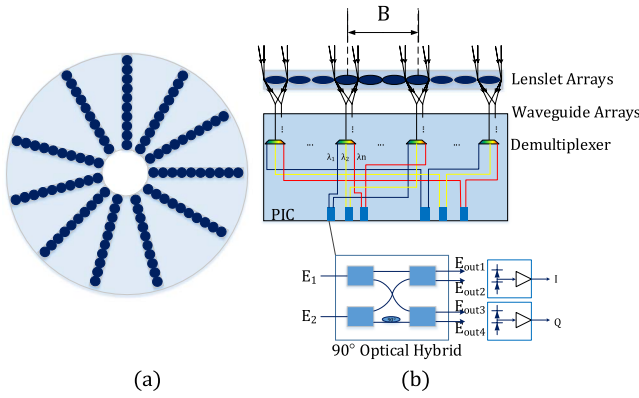 B
Lenslet Arrays
Waveguide Arrays
...
...
...
Demultiplexer
λ1 λ2 λn
PIC
E1
E2
Eout1
Eout2
Eout3
Eout4
I
Q
90° Optical Hybrid
(a)
(b)